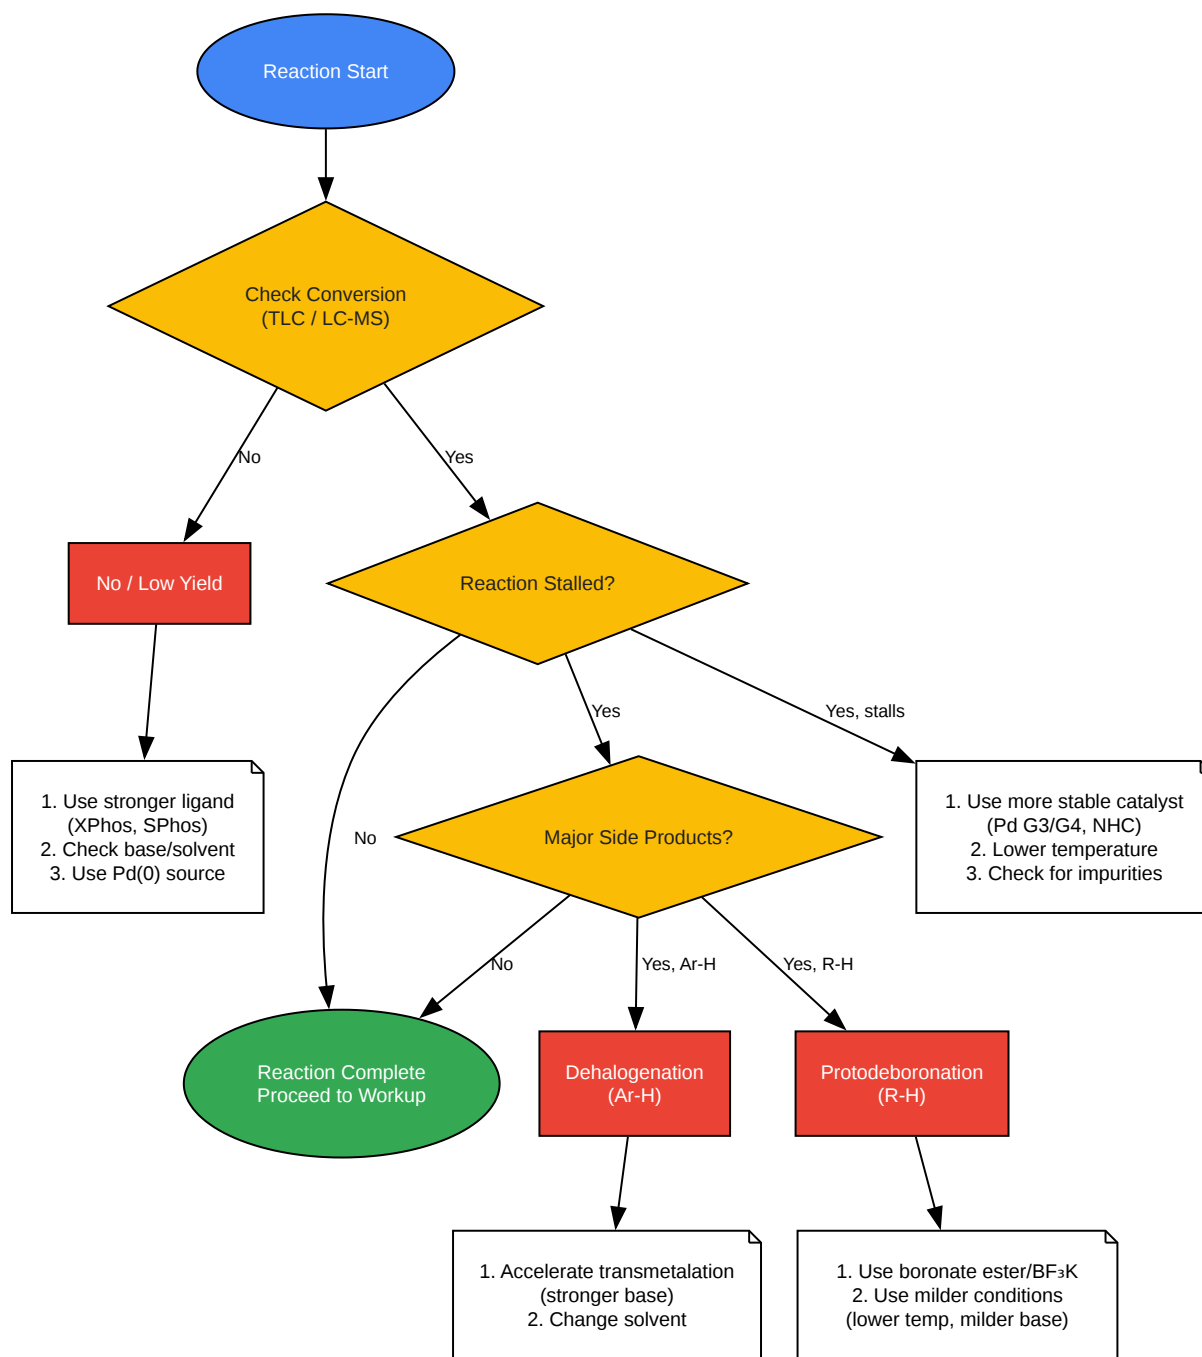 Reaction Start
Check Conversion
(TLC / LC-MS)
No
Yes
No / Low Yield
Reaction Stalled?
Yes
Yes, stalls
1. Use stronger ligand
(XPhos, SPhos)
2. Check base/solvent
3. Use Pd(0) source
No
Major Side Products?
1. Use more stable catalyst
(Pd G3/G4, NHC)
2. Lower temperature
3. Check for impurities
No
Yes, Ar-H
Yes, R-H
Reaction Complete
Proceed to Workup
Dehalogenation
(Ar-H)
Protodeboronation
(R-H)
1. Accelerate transmetalation
(stronger base)
2. Change solvent
1. Use boronate ester/BF₃K
2. Use milder conditions
(lower temp, milder base)